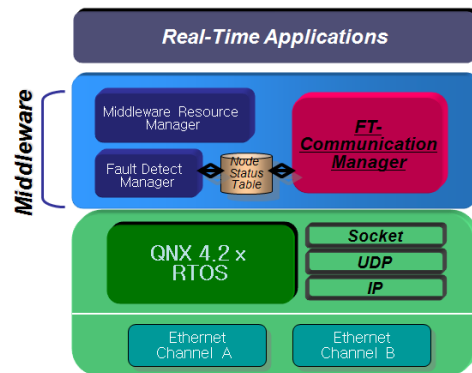 Real-Time Applications
Middleware
Middleware Resource
Manager
Fault Detect
Manager
Node
Status
Table
FT-
Communication
Manager
QNX 4.2 x
RTOS
Socket
UDP
IP
Ethernet
Channel A
Ethernet
Channel B